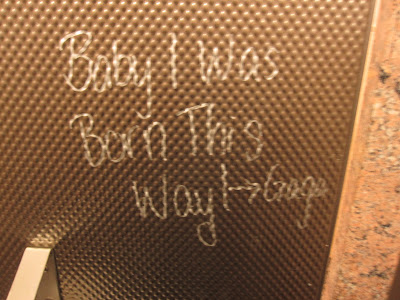 Baby I Was
Born This
Way! --> Gaga